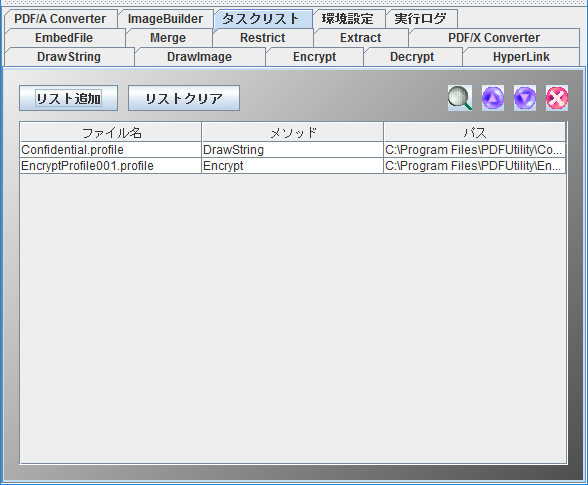 PDF/A Converter ImageBuilder タスクリスト 環境設定 実行ログ
EmbedFile Merge Restrict Extract PDF/X Converter
DrawString DrawImage Encrypt Decrypt HyperLink
リスト追加 リストクリア
ファイル名 メソッド パス
Confidential.profile DrawString C:\Program Files\PDFUtility\Co...
EncryptProfile001.profile Encrypt C:\Program Files\PDFUtility\En...